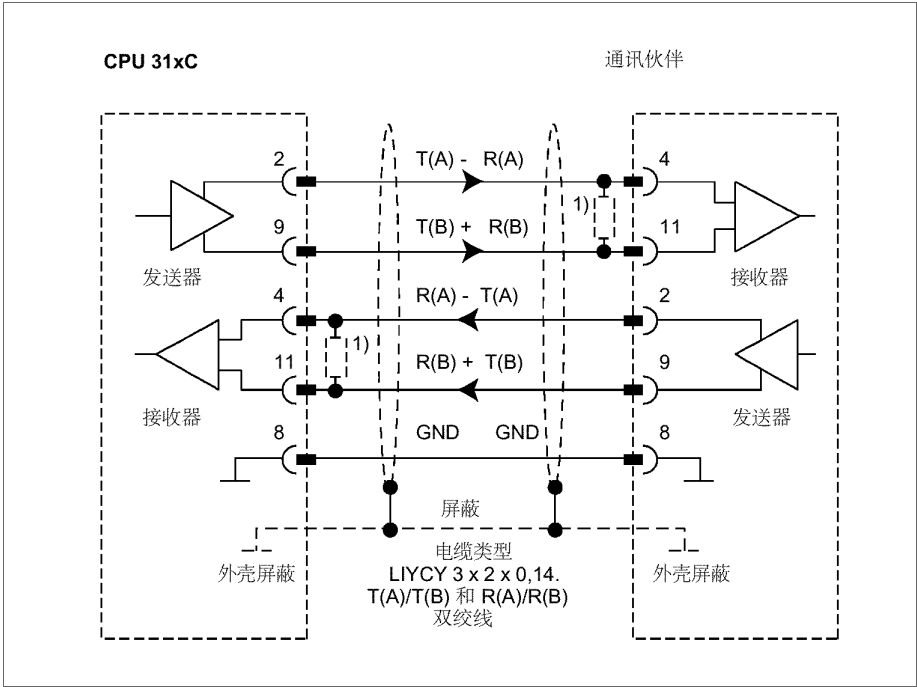 CPU 31xC
通讯伙伴
2
T(A) - R(A)
4
1)
9
T(B) + R(B)
11
发送器
接收器
4
R(A) - T(A)
2
1)
11
R(B) + T(B)
9
接收器
发送器
8
GND GND
8
屏蔽
外壳屏蔽
外壳屏蔽
电缆类型
LIYCY 3 x 2 x 0,14.
T(A)/T(B) 和 R(A)/R(B)
双绞线